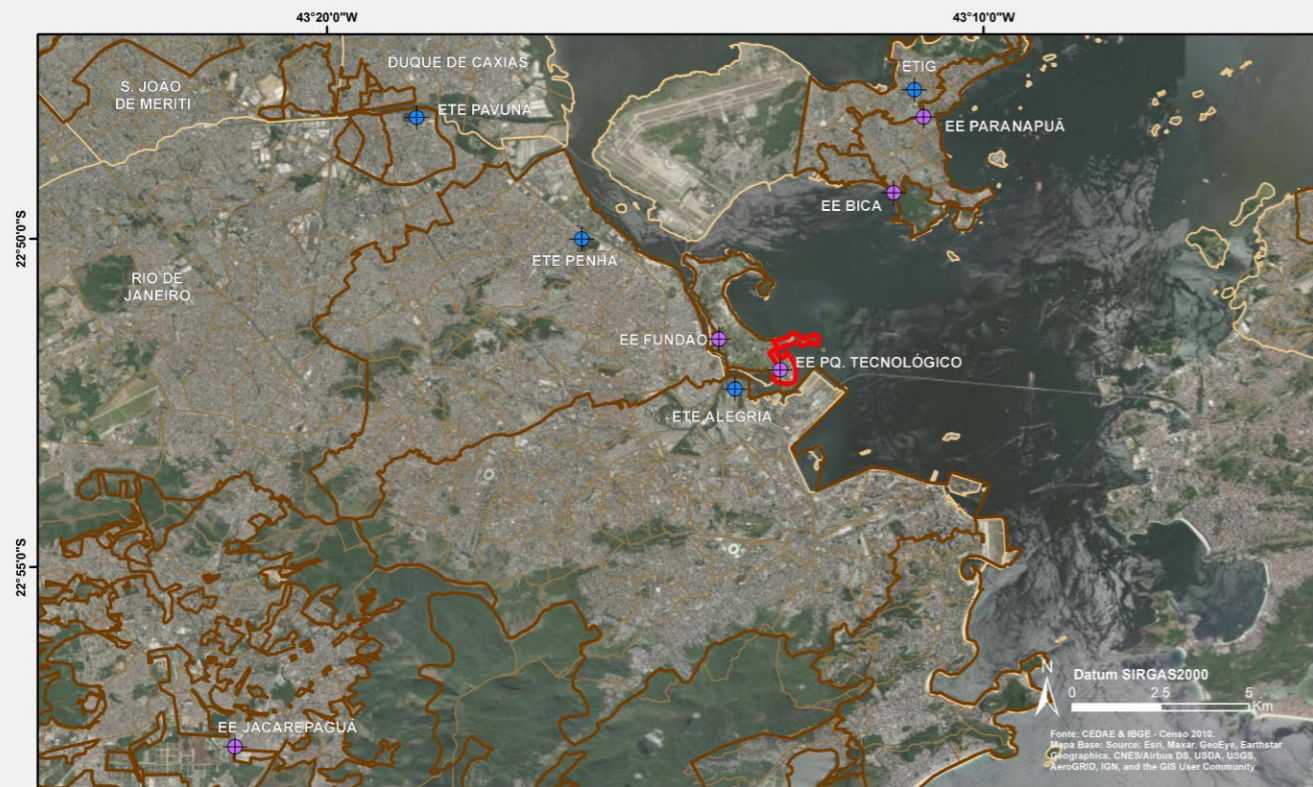 43°20'0"W
43°10'0"W
S. JOÃO
DE MERITI
DUQUE DE CAXIAS
ETIG
ETE PAVUNA
EE PARANAPUÃ
EE BICA
22°50'0"S
ETE PENHA
RIO DE
JANEIRO
EE FUNDÃO
EE PQ. TECNOLÓGICO
ETE ALEGRIA
22°55'0"S
N
Datum SIRGAS2000
0 2.5 5
Km
EE JACAREPAGUÁ
Fonte: CEDAE & IBGE - Censo 2010.
Mapa Base: Source: Esri, Maxar, GeoEye, Earthstar
Geographics, CNES/Airbus DS, USDA, USGS,
AeroGRID, IGN, and the GIS User Community